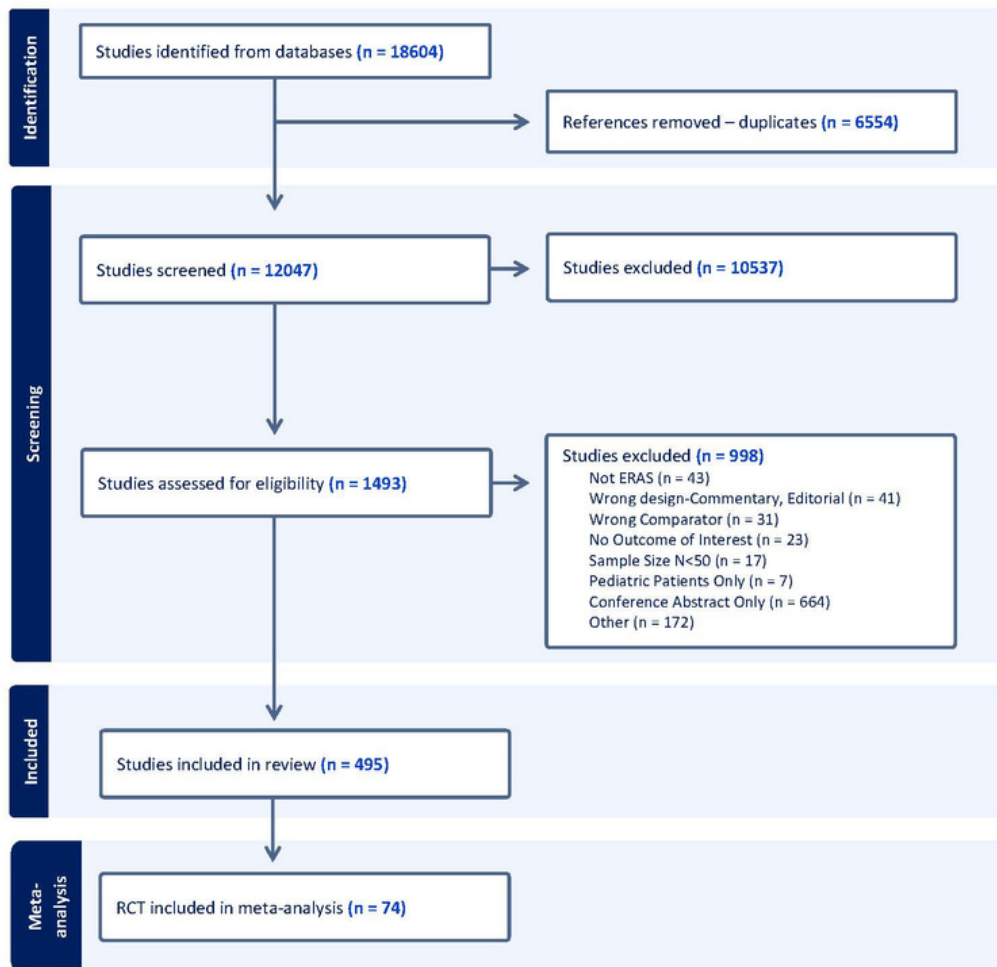 Identification
Studies identified from databases (n = 18604)
References removed – duplicates (n = 6554)
Screening
Studies screened (n = 12047)
Studies excluded (n = 10537)
Studies assessed for eligibility (n = 1493)
Studies excluded (n = 998)
Not ERAS (n = 43)
Wrong design-Commentary, Editorial (n = 41)
Wrong Comparator (n = 31)
No Outcome of Interest (n = 23)
Sample Size N<50 (n = 17)
Pediatric Patients Only (n = 7)
Conference Abstract Only (n = 664)
Other (n = 172)
Included
Studies included in review (n = 495)
Meta-
analysis
RCT included in meta-analysis (n = 74)